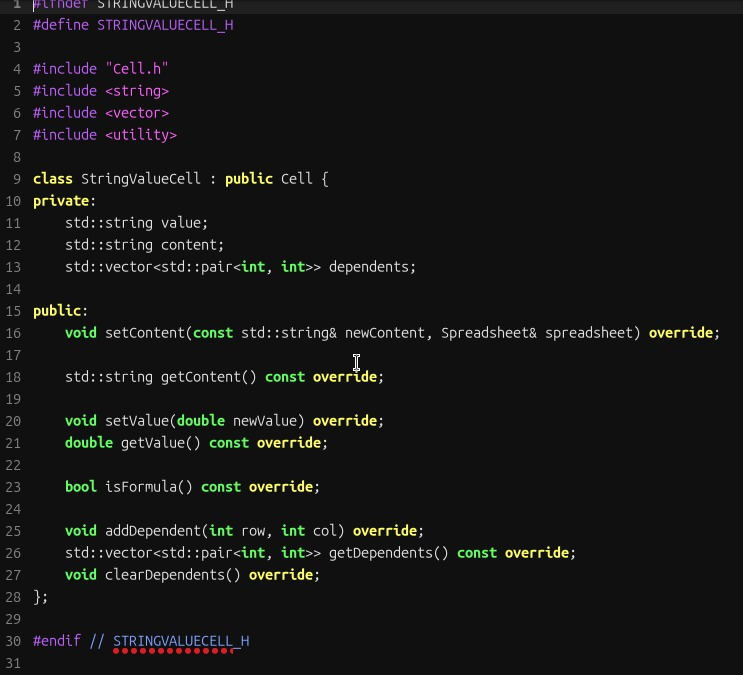 1 #ifndef STRINGVALUECELL_H
2 #define STRINGVALUECELL_H
3
4 #include "Cell.h"
5 #include <string>
6 #include <vector>
7 #include <utility>
8
9 class StringValueCell : public Cell {
10 private:
11     std::string value;
12     std::string content;
13     std::vector<std::pair<int, int>> dependents;
14
15 public:
16     void setContent(const std::string& newContent, Spreadsheet& spreadsheet) override;
17
18     std::string getContent() const override;
19
20     void setValue(double newValue) override;
21     double getValue() const override;
22
23     bool isFormula() const override;
24
25     void addDependent(int row, int col) override;
26     std::vector<std::pair<int, int>> getDependents() const override;
27     void clearDependents() override;
28 };
29
30 #endif // STRINGVALUECELL_H
31